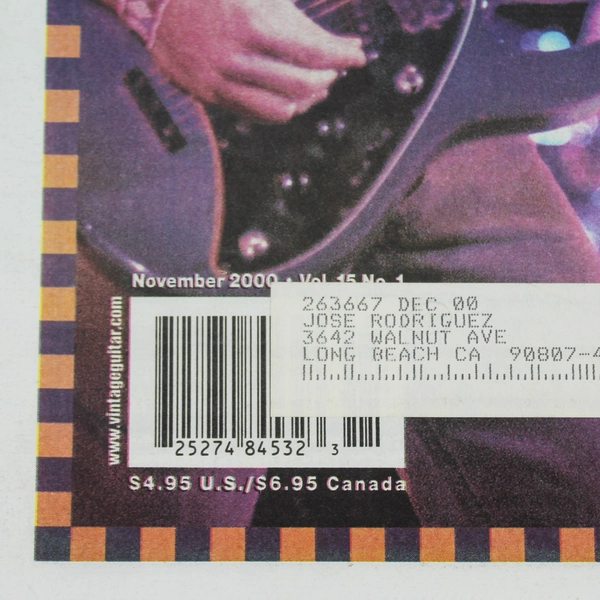 November 2000 · Vol. 15 No. 1
www.vintageguitar.com
263667 DEC 00
JOSE RODRIGUEZ
3642 WALNUT AVE
LONG BEACH CA 90807-4
25274 84532 3
$4.95 U.S./$6.95 Canada